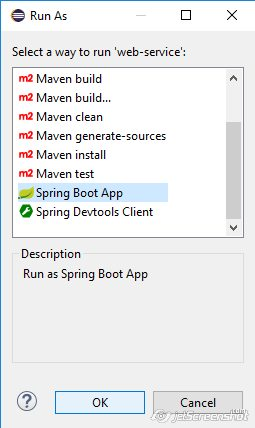 Run As
Select a way to run 'web-service':
m2 Maven build
m2 Maven build...
m2 Maven clean
m2 Maven generate-sources
m2 Maven install
m2 Maven test
Spring Boot App
Spring Devtools Client
Description
Run as Spring Boot App
?
OK
Cancel
jetScreenshot